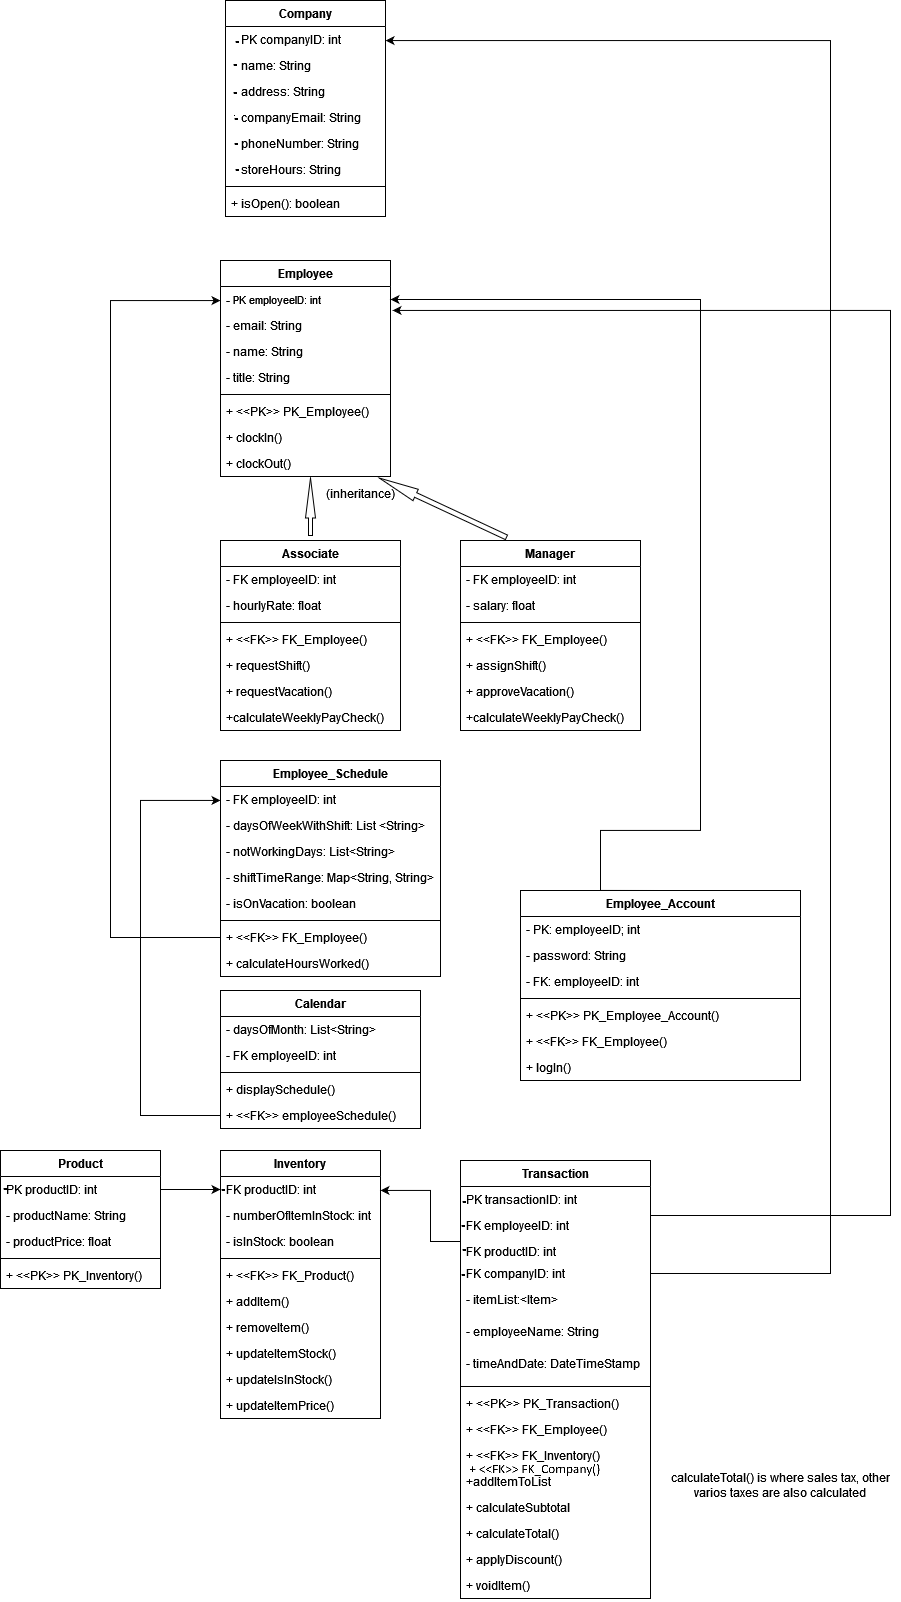 Company
- PK companyID: int
- name: String
- address: String
- companyEmail: String
- phoneNumber: String
- storeHours: String
+ isOpen(): boolean
Employee
- PK employeeID: int
- email: String
- name: String
- title: String
+ <<PK>> PK_Employee()
+ clockIn()
+ clockOut()
(inheritance)
Associate
- FK employeeID: int
- hourlyRate: float
+ <<FK>> FK_Employee()
+ requestShift()
+ requestVacation()
+calculateWeeklyPayCheck()
Manager
- FK employeeID: int
- salary: float
+ <<FK>> FK_Employee()
+ assignShift()
+ approveVacation()
+calculateWeeklyPayCheck()
Employee_Schedule
- FK employeeID: int
- daysOfWeekWithShift: List <String>
- notWorkingDays: List<String>
- shiftTimeRange: Map<String, String>
- isOnVacation: boolean
+ <<FK>> FK_Employee()
+ calculateHoursWorked()
Employee_Account
- PK: employeeID; int
- password: String
- FK: employeeID: int
+ <<PK>> PK_Employee_Account()
+ <<FK>> FK_Employee()
+ logIn()
Calendar
- daysOfMonth: List<String>
- FK employeeID: int
+ displaySchedule()
+ <<FK>> employeeSchedule()
Product
-PK productID: int
- productName: String
- productPrice: float
+ <<PK>> PK_Inventory()
Inventory
-FK productID: int
- numberOfItemInStock: int
- isInStock: boolean
+ <<FK>> FK_Product()
+ addItem()
+ removeItem()
+ updateItemStock()
+ updateIsInStock()
+ updateItemPrice()
Transaction
-PK transactionID: int
-FK employeeID: int
-FK productID: int
-FK companyID: int
- itemList:<Item>
- employeeName: String
- timeAndDate: DateTimeStamp
+ <<PK>> PK_Transaction()
+ <<FK>> FK_Employee()
+ <<FK>> FK_Inventory()
+ <<FK>> FK_Company()
+addItemToList
+ calculateSubtotal
+ calculateTotal()
+ applyDiscount()
+ voidItem()
calculateTotal() is where sales tax, other
varios taxes are also calculated